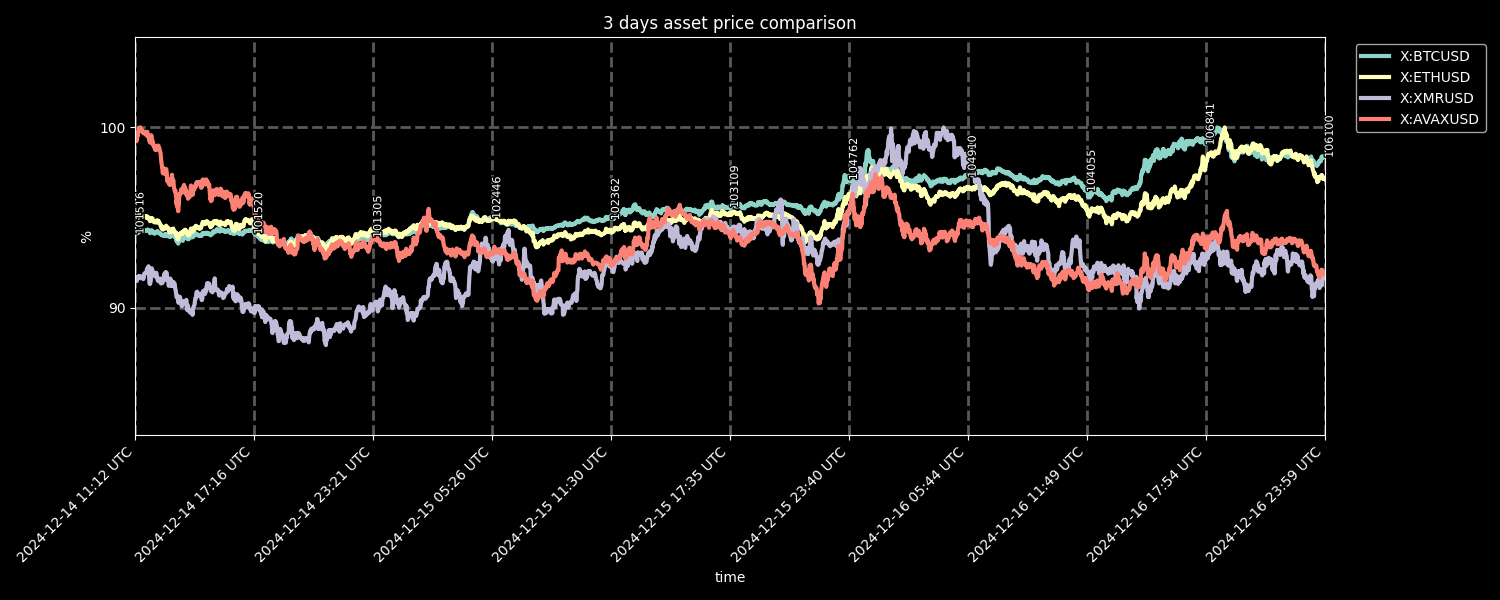 3 days asset price comparison
X:BTCUSD
X:ETHUSD
X:XMRUSD
X:AVAXUSD
100
90
%
101516
101520
101305
102446
102362
103109
104762
104910
104055
106841
106100
2024-12-14 11:12 UTC
2024-12-14 17:16 UTC
2024-12-14 23:21 UTC
2024-12-15 05:26 UTC
2024-12-15 11:30 UTC
2024-12-15 17:35 UTC
2024-12-15 23:40 UTC
2024-12-16 05:44 UTC
2024-12-16 11:49 UTC
2024-12-16 17:54 UTC
2024-12-16 23:59 UTC
time